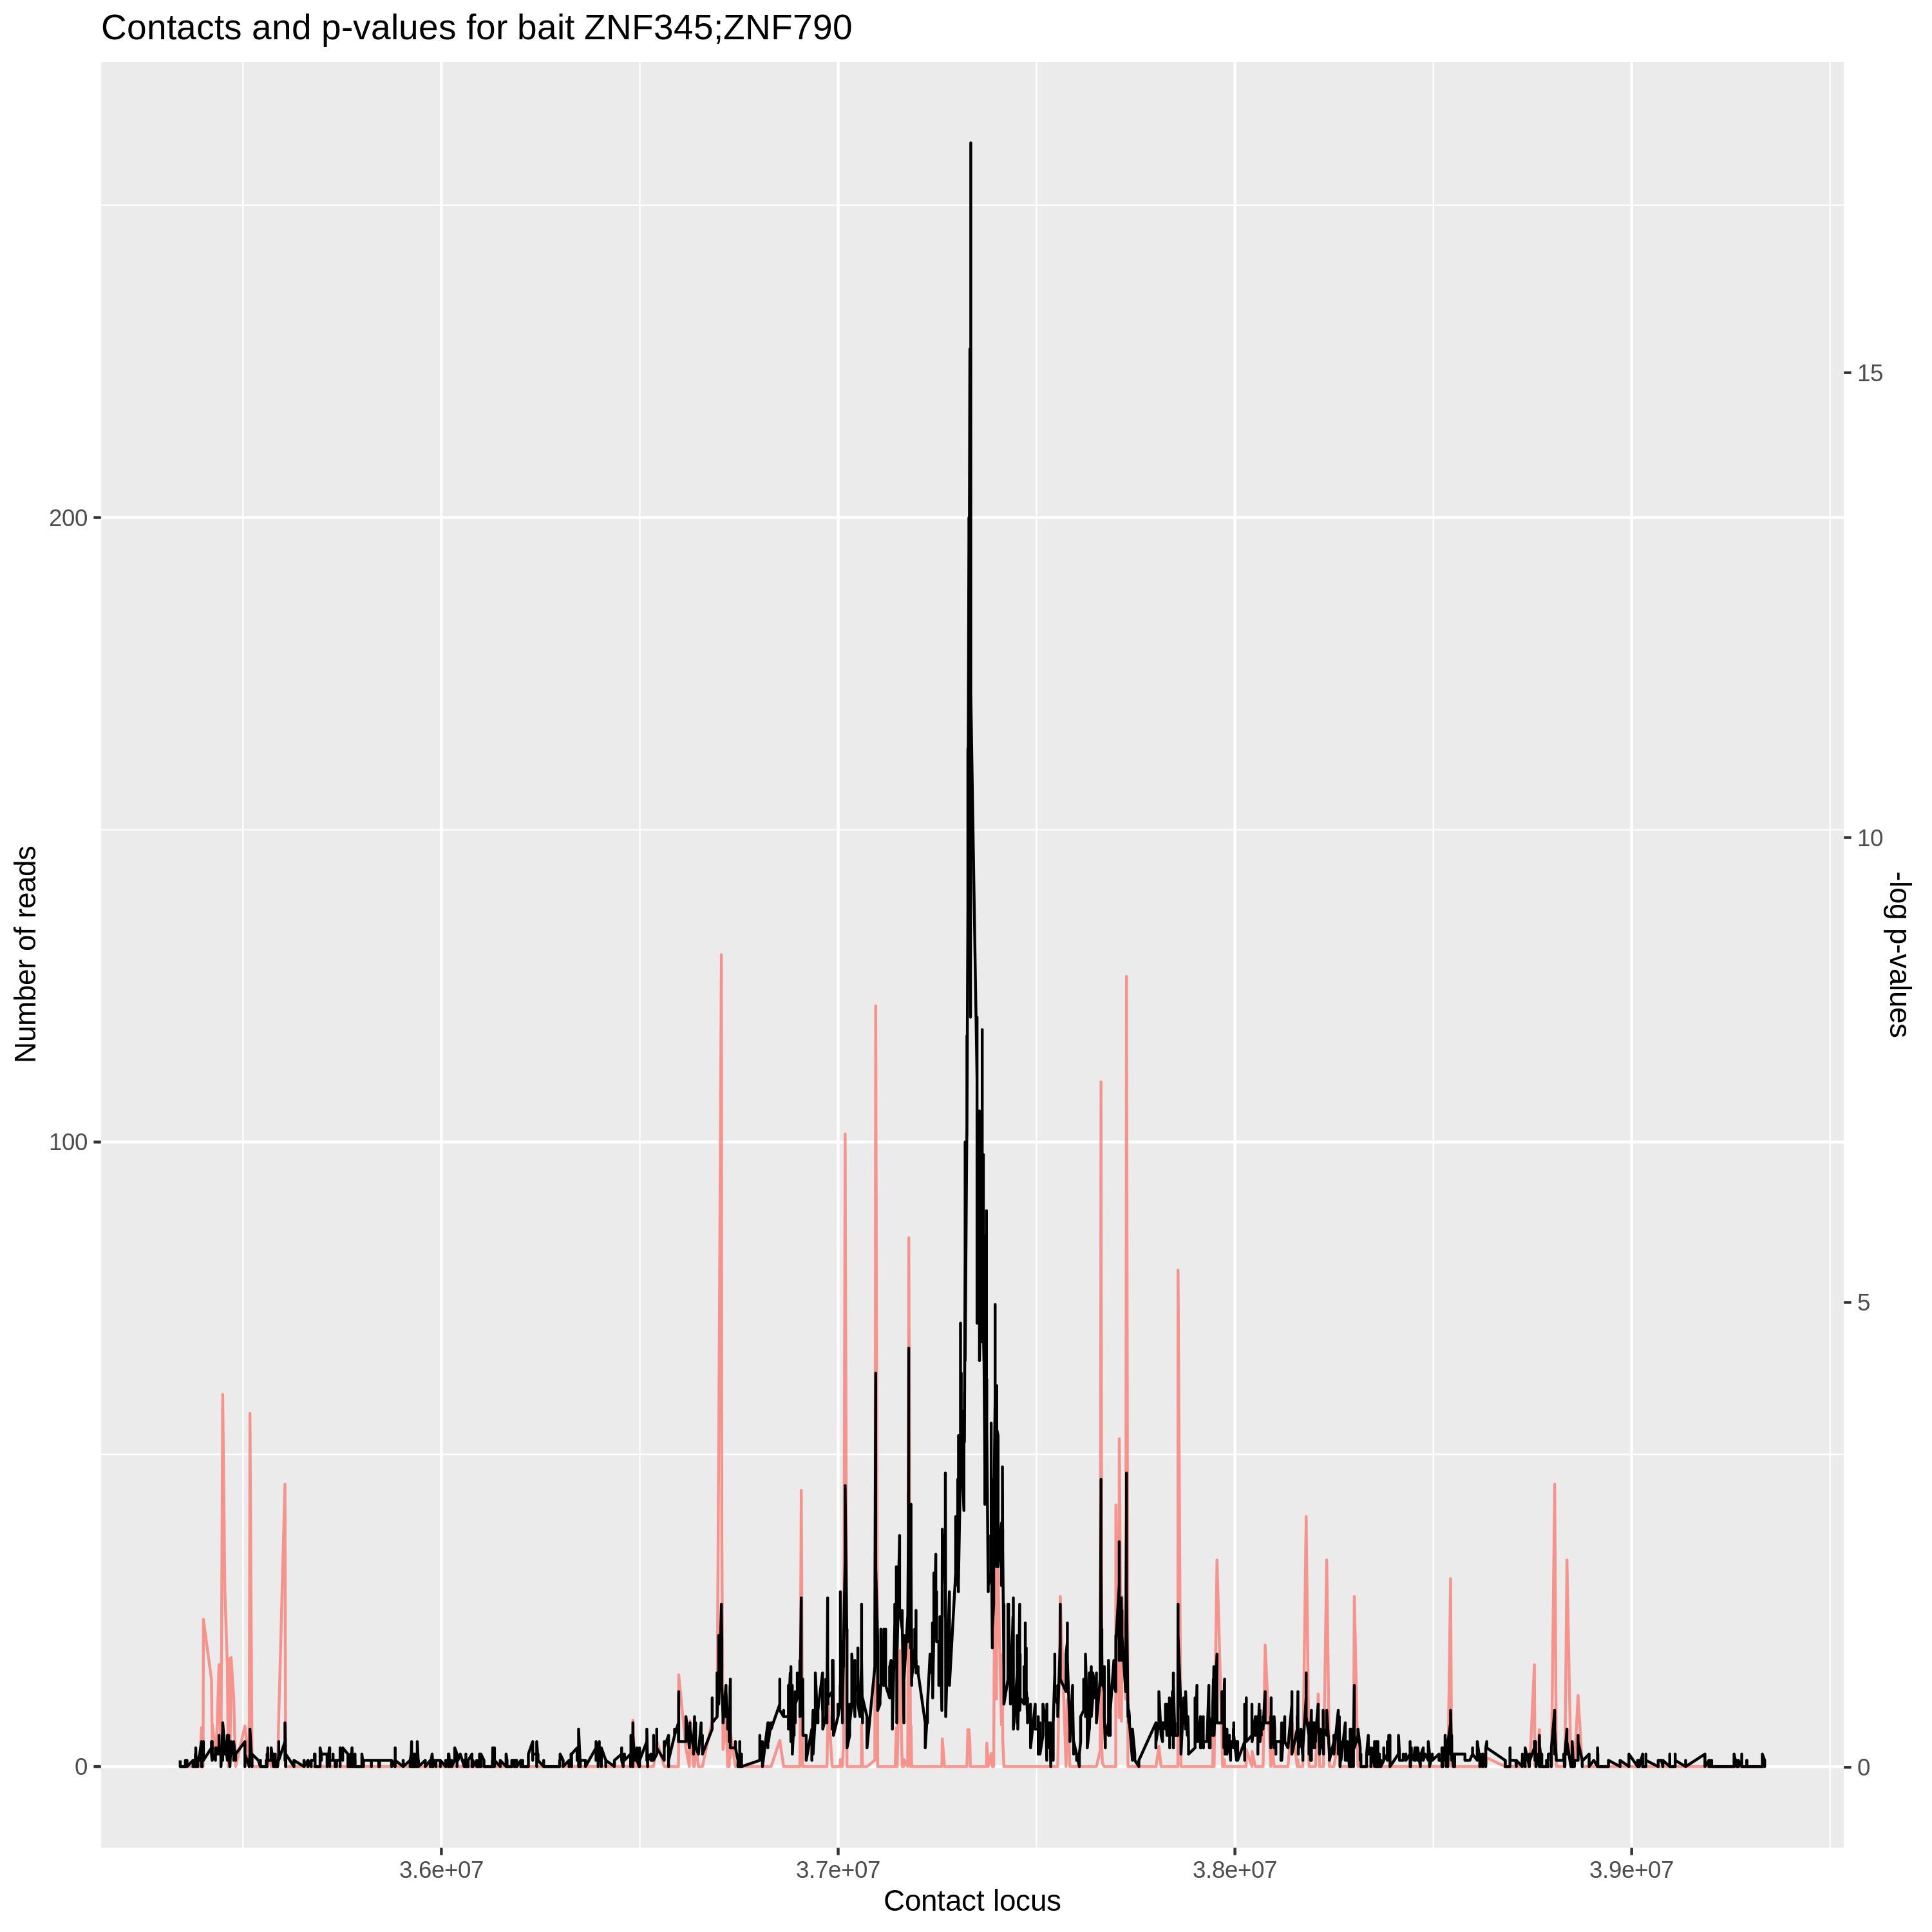 Contacts and p-values for bait ZNF345;ZNF790
Number of reads
200
100
0
15
10
5
0
-log p-values
3.6e+07
3.7e+07
3.8e+07
3.9e+07
Contact locus